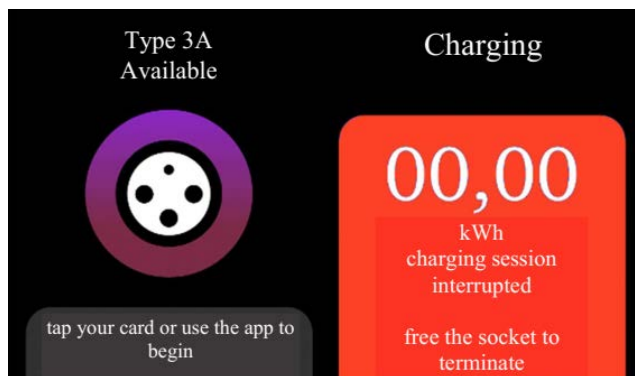 Type 3A
Available
tap your card or use the app to
begin
Charging
00,00
kWh
charging session
interrupted
free the socket to
terminate